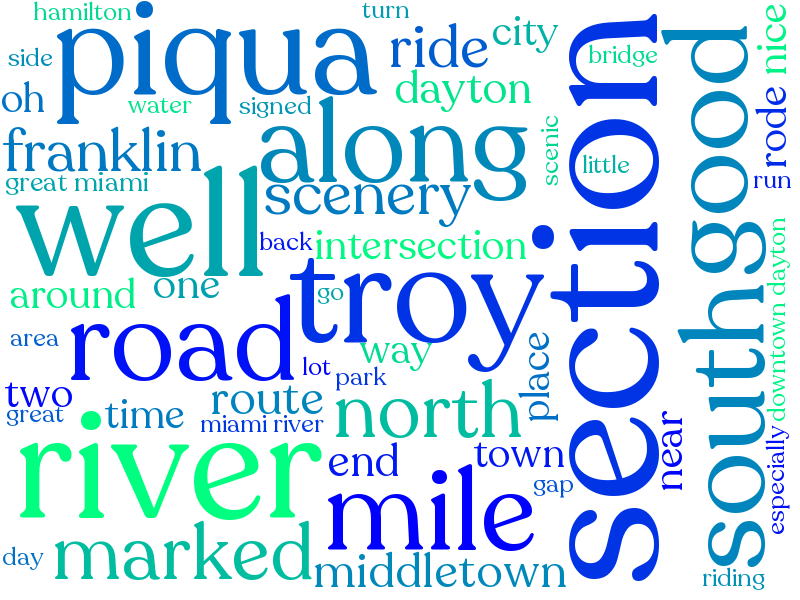 hamilton
turn
piqua
ride
city
side
bridge
nice
oh
water
signed
dayton
good
section
along
franklin
scenic
rode
little
great miami
scenery
run
well
back
intersection
troy
around
one
go
downtown dayton
south
road
area
way
lot
park
place
two
route
great
time
miami river
north
near
especially
river
end
town
mile
gap
marked
day
middletown
riding